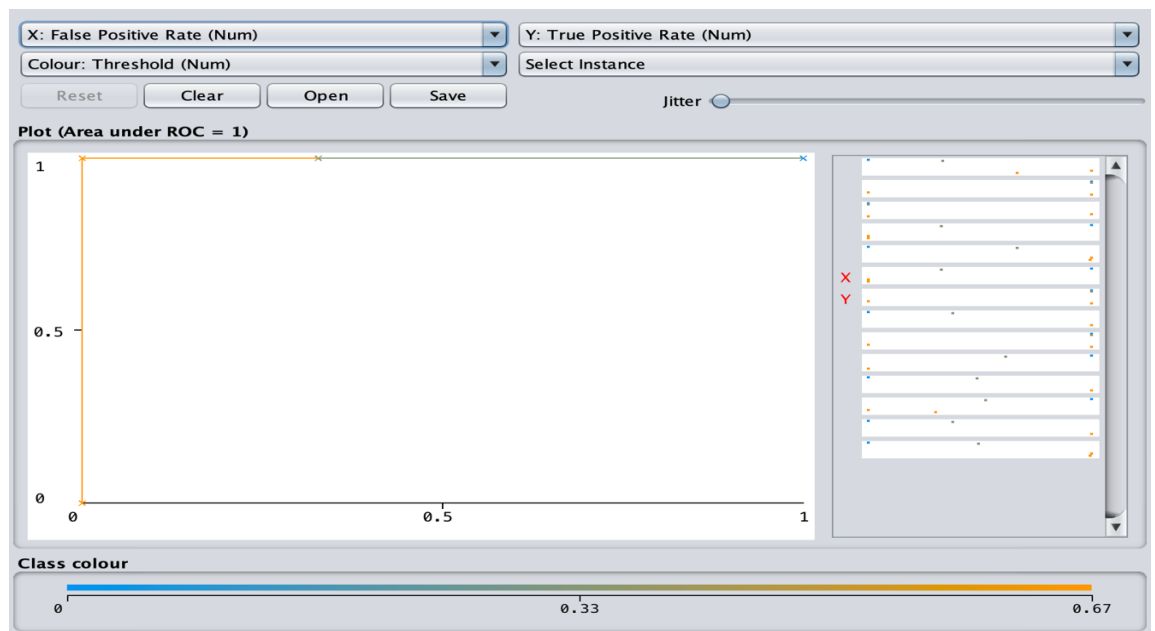 X: False Positive Rate (Num) Y: True Positive Rate (Num)
Colour: Threshold (Num) Select Instance
Reset Clear Open Save Jitter
Plot (Area under ROC = 1)
1
X
Y
0.5
0
0 0.5 1
Class colour
0 0.33 0.67